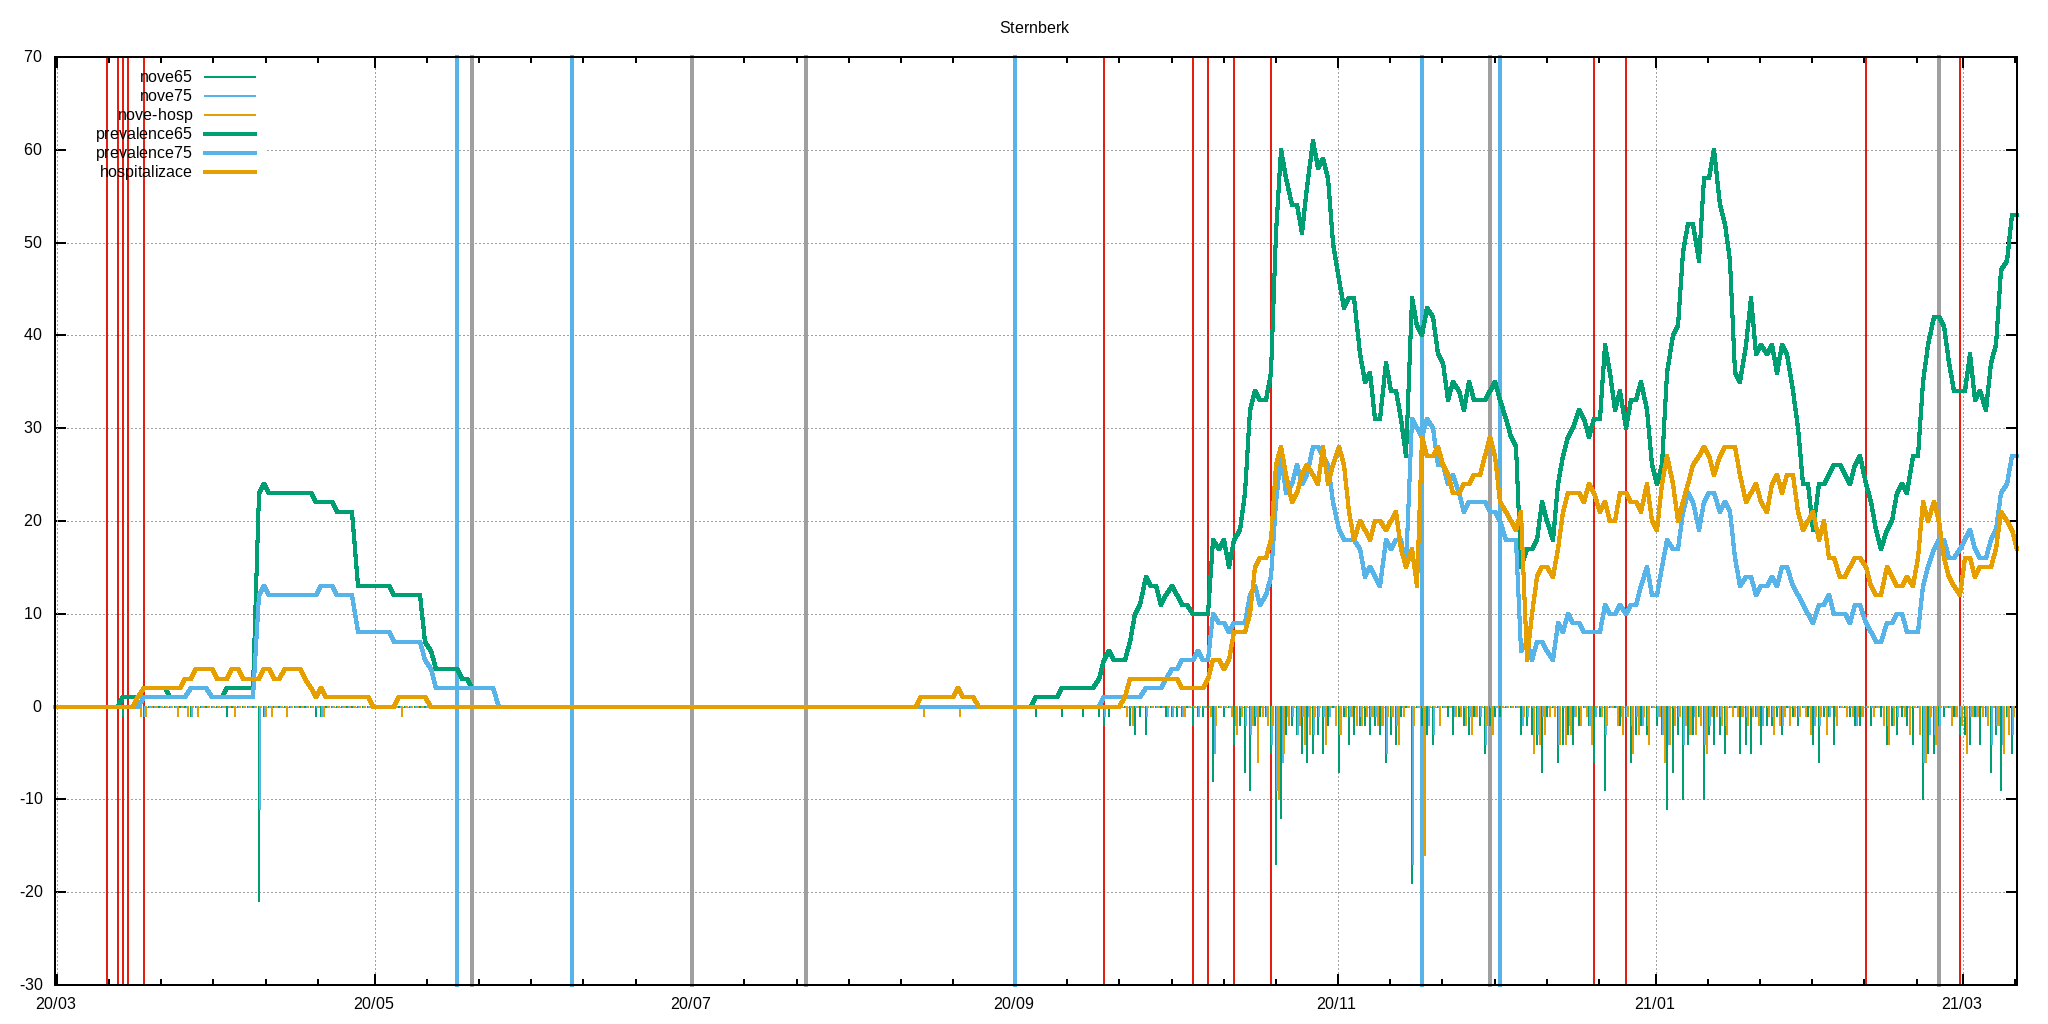 Sternberk
70
60
50
40
30
20
10
0
-10
-20
-30
nove65
nove75
nove-hosp
prevalence65
prevalence75
hospitalizace
20/03 20/05 20/07 20/09 20/11 21/01 21/03